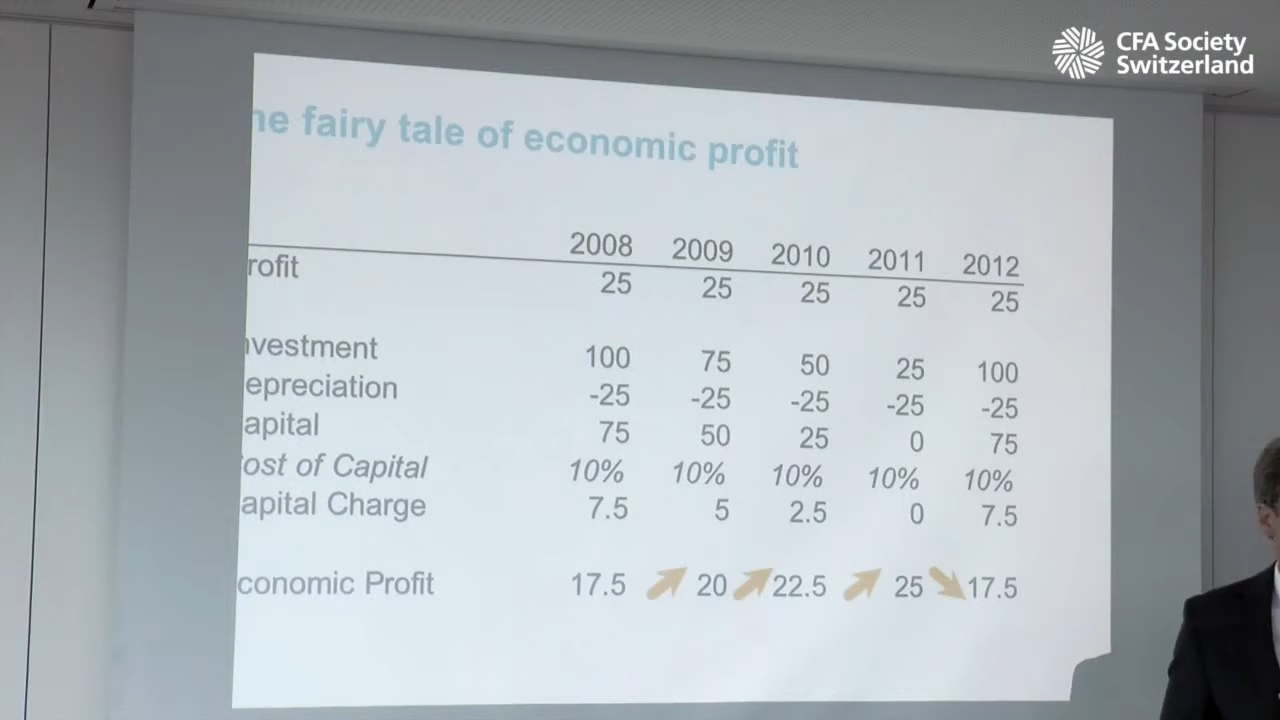 CFA Society
Switzerland
he fairy tale of economic profit
2008 2009 2010 2011 2012
rofit 25 25 25 25 25
nvestment 100 75 50 25 100
epreciation -25 -25 -25 -25 -25
apital 75 50 25 0 75
ost of Capital 10% 10% 10% 10% 10%
apital Charge 7.5 5 2.5 0 7.5
conomic Profit 17.5 20 22.5 25 17.5